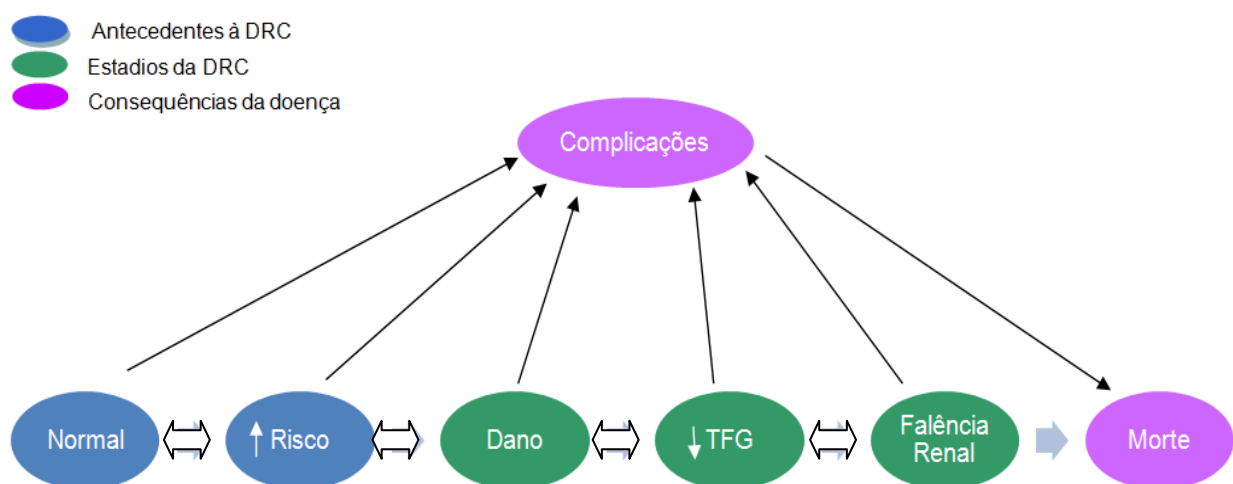 Antecedentes à DRC
Estadios da DRC
Consequências da doença
Complicações
Normal
↑ Risco
Dano
↓ TFG
Falência
Renal
Morte